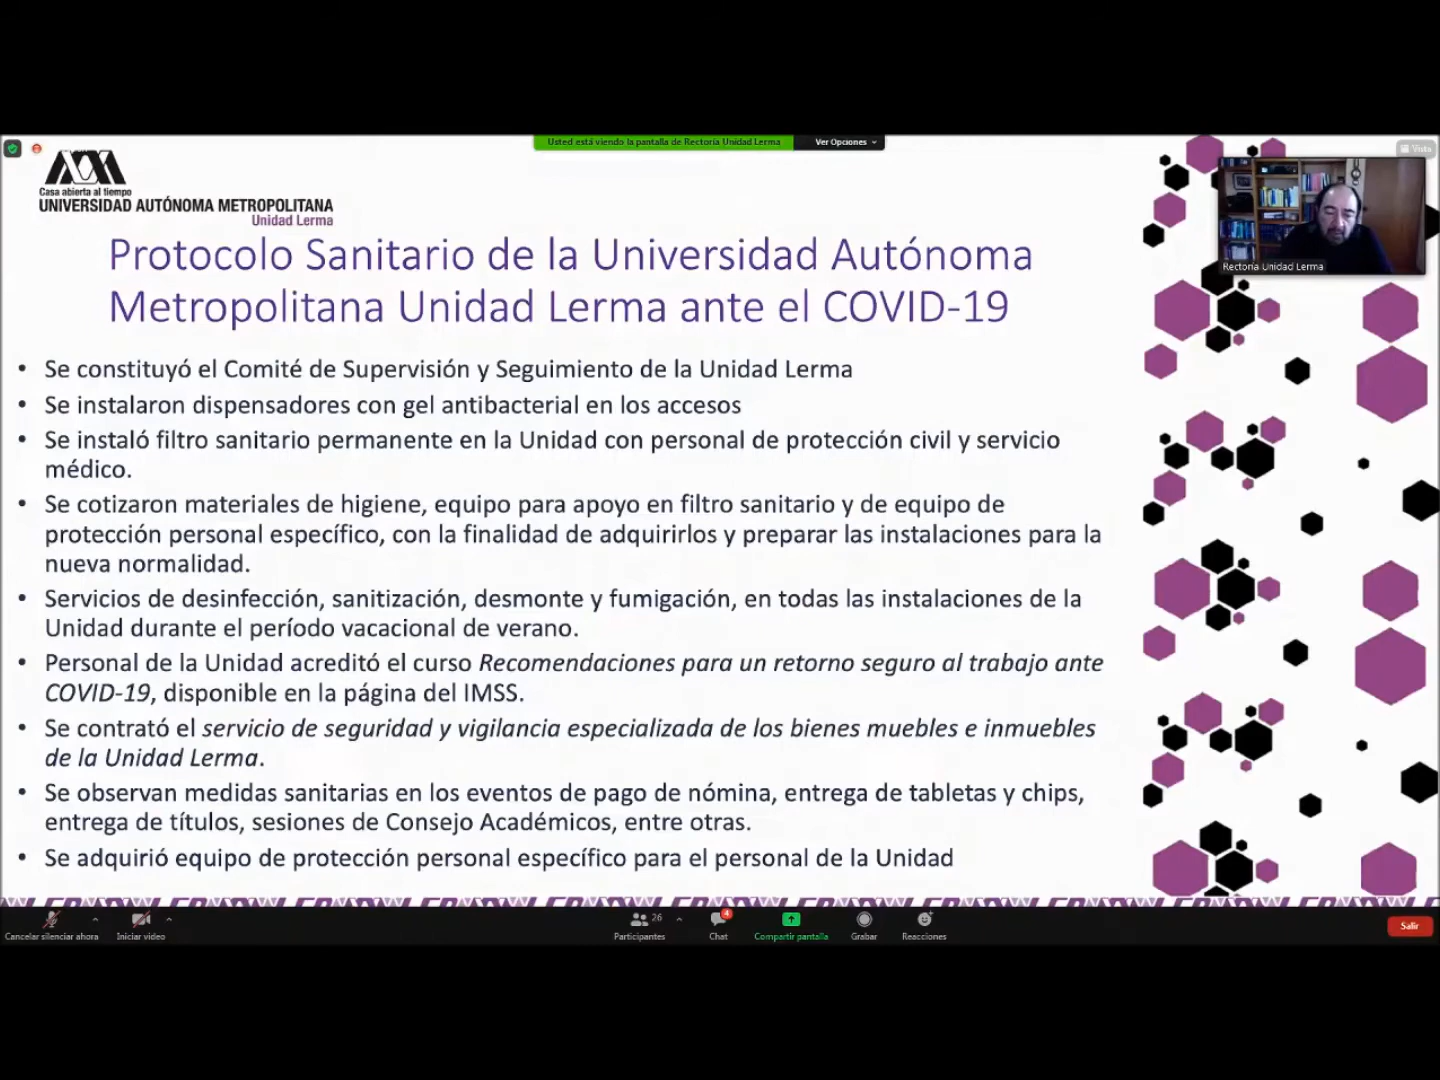 Usted está viendo la pantalla de Rectoría Unidad Lerma
Ver Opciones
Vista
Casa abierta al tiempo
UNIVERSIDAD AUTÓNOMA METROPOLITANA
Unidad Lerma
Rectoría Unidad Lerma
Protocolo Sanitario de la Universidad Autónoma
Metropolitana Unidad Lerma ante el COVID-19
• Se constituyó el Comité de Supervisión y Seguimiento de la Unidad Lerma
• Se instalaron dispensadores con gel antibacterial en los accesos
• Se instaló filtro sanitario permanente en la Unidad con personal de protección civil y servicio
médico.
• Se cotizaron materiales de higiene, equipo para apoyo en filtro sanitario y de equipo de
protección personal específico, con la finalidad de adquirirlos y preparar las instalaciones para la
nueva normalidad.
• Servicios de desinfección, sanitización, desmonte y fumigación, en todas las instalaciones de la
Unidad durante el período vacacional de verano.
• Personal de la Unidad acreditó el curso Recomendaciones para un retorno seguro al trabajo ante
COVID-19, disponible en la página del IMSS.
• Se contrató el servicio de seguridad y vigilancia especializada de los bienes muebles e inmuebles
de la Unidad Lerma.
• Se observan medidas sanitarias en los eventos de pago de nómina, entrega de tabletas y chips,
entrega de títulos, sesiones de Consejo Académicos, entre otras.
• Se adquirió equipo de protección personal específico para el personal de la Unidad
Cancelar silenciar ahora
Iniciar video
26
Participantes
4
Chat
Compartir pantalla
Grabar
Reacciones
Salir